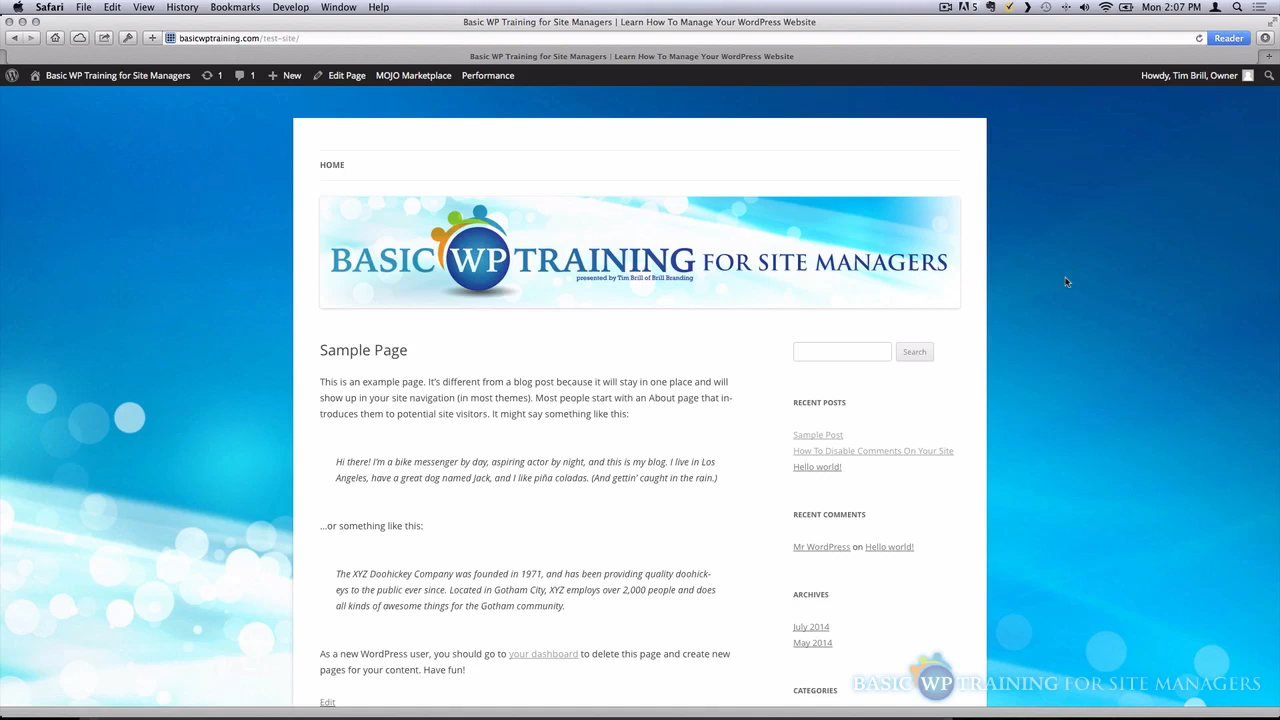 Safari File Edit View History Bookmarks Develop Window Help 5 Mon 2:07 PM
Basic WP Training for Site Managers | Learn How To Manage Your WordPress Website
basicwptraining.com/test-site/ Reader
Basic WP Training for Site Managers | Learn How To Manage Your WordPress Website
Basic WP Training for Site Managers 1 1 New Edit Page MOJO Marketplace Performance Howdy, Tim Brill, Owner
HOME
BASIC WP TRAINING FOR SITE MANAGERS
presented by Tim Brill of Brill Branding
Sample Page
Search
This is an example page. It's different from a blog post because it will stay in one place and will
show up in your site navigation (in most themes). Most people start with an About page that in-
troduces them to potential site visitors. It might say something like this:
Hi there! I'm a bike messenger by day, aspiring actor by night, and this is my blog. I live in Los
Angeles, have a great dog named Jack, and I like piña coladas. (And gettin' caught in the rain.)
...or something like this:
The XYZ Doohickey Company was founded in 1971, and has been providing quality doohick-
eys to the public ever since. Located in Gotham City, XYZ employs over 2,000 people and does
all kinds of awesome things for the Gotham community.
As a new WordPress user, you should go to your dashboard to delete this page and create new
pages for your content. Have fun!
Edit
RECENT POSTS
Sample Post
How To Disable Comments On Your Site
Hello world!
RECENT COMMENTS
Mr WordPress on Hello world!
ARCHIVES
July 2014
May 2014
CATEGORIES
BASIC WP TRAINING FOR SITE MANAGERS